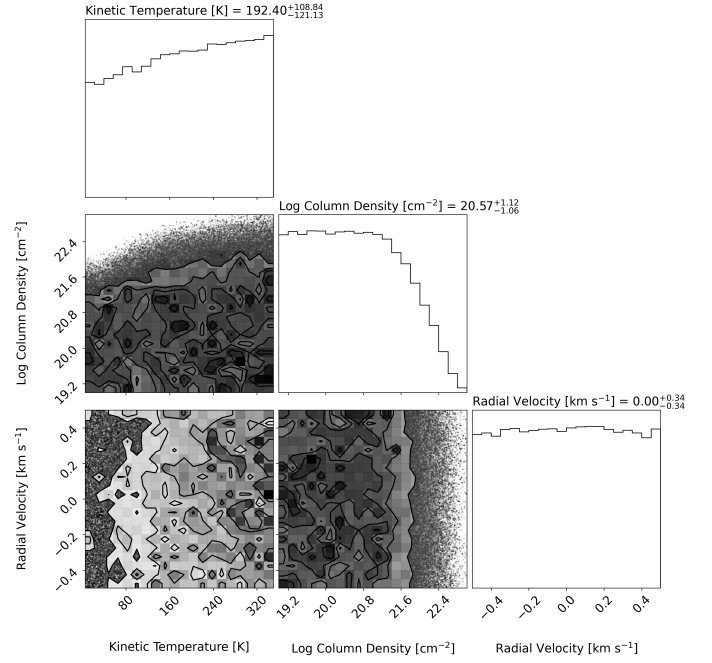 Kinetic Temperature [K] = 192.40$^{+108.84}_{-121.13}$
Log Column Density [cm$^{-2}$] = 20.57$^{+1.12}_{-1.06}$
Log Column Density [cm$^{-2}$]
22.4
21.6
20.8
20.0
19.2
Radial Velocity [km s$^{-1}$] = 0.00$^{+0.34}_{-0.34}$
Radial Velocity [km s$^{-1}$]
0.4
0.2
0.0
−0.2
−0.4
80 160 240 320
19.2 20.0 20.8 21.6 22.4
−0.4 −0.2 0.0 0.2 0.4
Kinetic Temperature [K]
Log Column Density [cm$^{-2}$]
Radial Velocity [km s$^{-1}$]